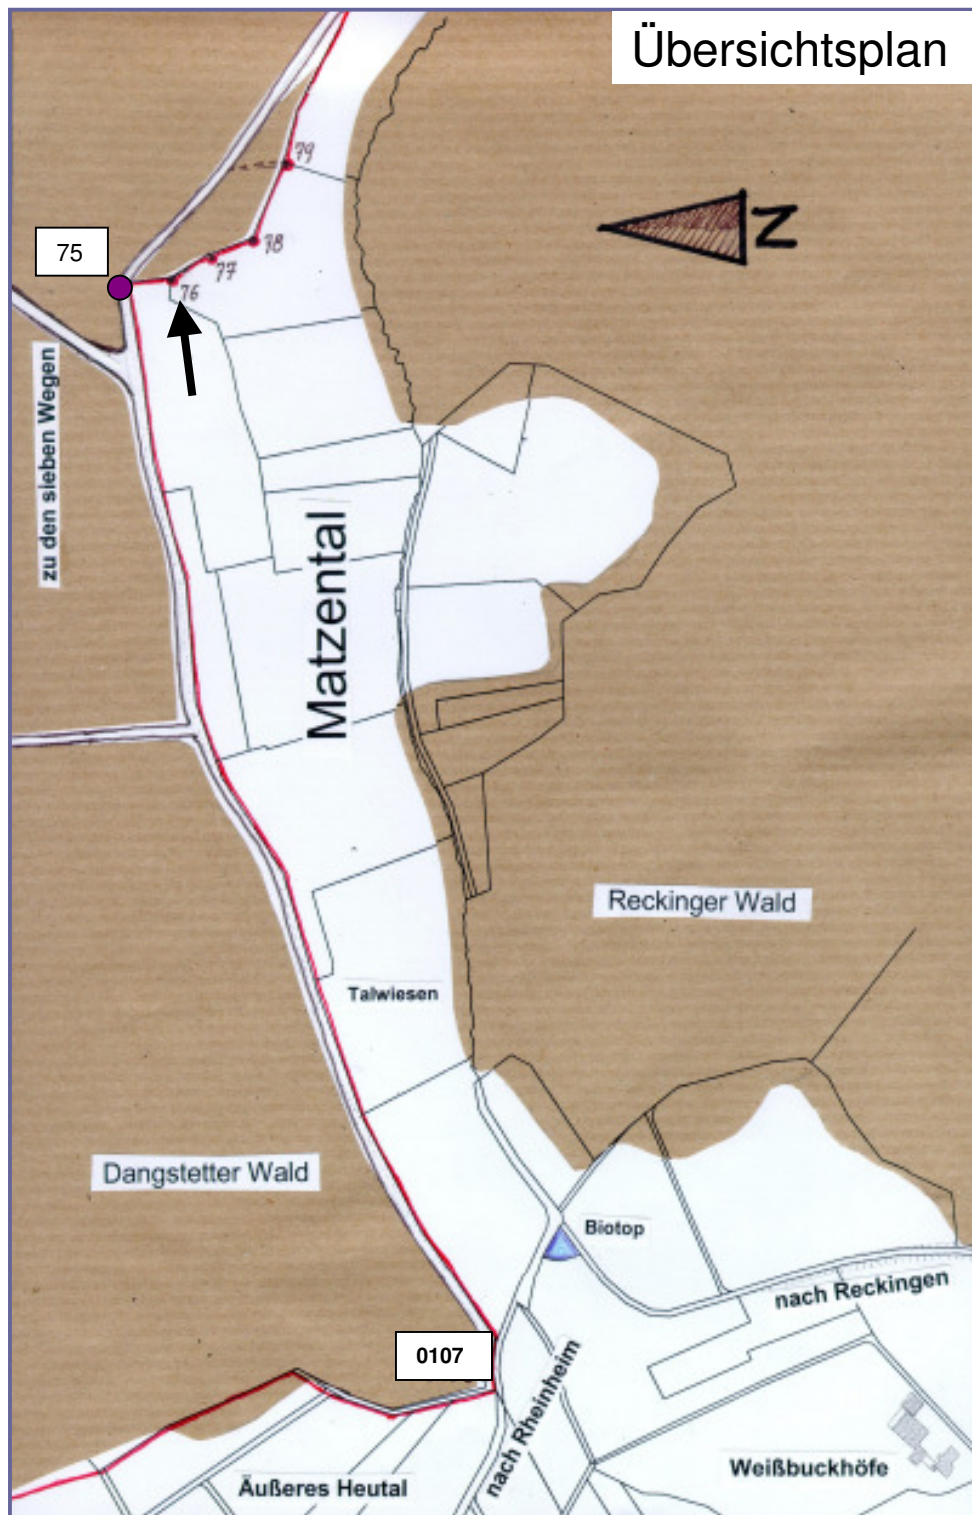 Übersichtsplan
79
N
78
75
77
76
zu den sieben Wegen
Matzental
Reckinger Wald
Talwiesen
Dangstetter Wald
Biotop
nach Reckingen
0107
nach Rheinheim
Weißbuckhöfe
Äußeres Heutal